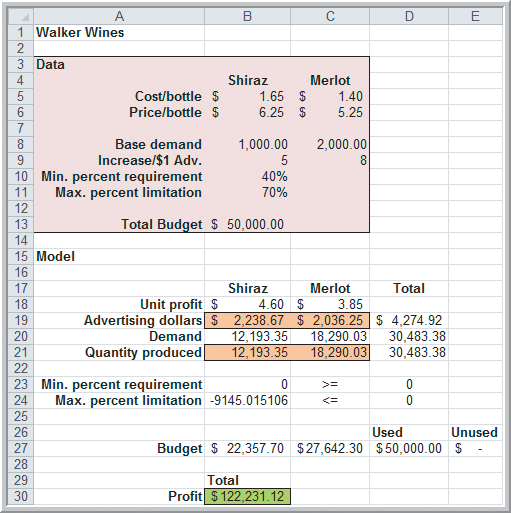 A B C D E
1 Walker Wines
2
3 Data
4 Shiraz Merlot
5 Cost/bottle $ 1.65 $ 1.40
6 Price/bottle $ 6.25 $ 5.25
7
8 Base demand 1,000.00 2,000.00
9 Increase/$1 Adv. 5 8
10 Min. percent requirement 40%
11 Max. percent limitation 70%
12
13 Total Budget $ 50,000.00
14
15 Model
16
17 Shiraz Merlot Total
18 Unit profit $ 4.60 $ 3.85
19 Advertising dollars $ 2,238.67 $ 2,036.25 $ 4,274.92
20 Demand 12,193.35 18,290.03 30,483.38
21 Quantity produced 12,193.35 18,290.03 30,483.38
22
23 Min. percent requirement 0 >= 0
24 Max. percent limitation -9145.015106 <= 0
25
26 Used Unused
27 Budget $ 22,357.70 $27,642.30 $50,000.00 $ -
28
29 Total
30 Profit $122,231.12